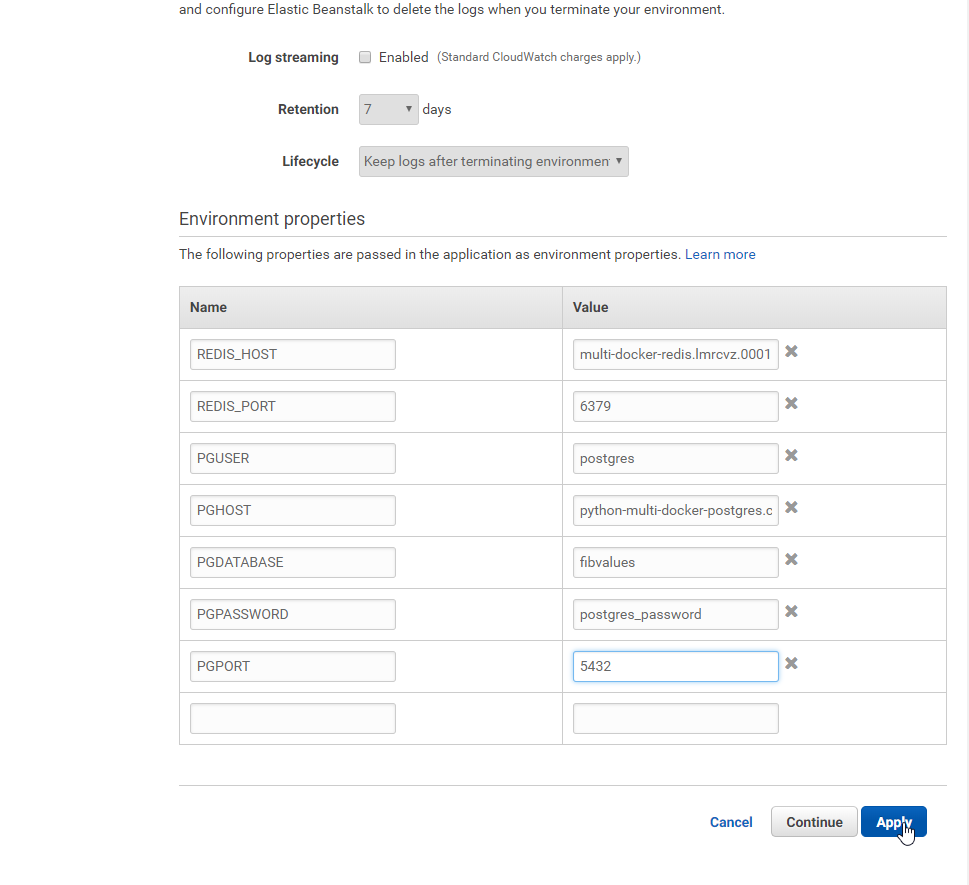 and configure Elastic Beanstalk to delete the logs when you terminate your environment.
Log streaming Enabled (Standard CloudWatch charges apply.)
Retention 7 days
Lifecycle Keep logs after terminating environmen
Environment properties
The following properties are passed in the application as environment properties. Learn more
Name Value
REDIS_HOST multi-docker-redis.lmrcvz.0001
REDIS_PORT 6379
PGUSER postgres
PGHOST python-multi-docker-postgres.c
PGDATABASE fibvalues
PGPASSWORD postgres_password
PGPORT 5432
Cancel Continue Apply